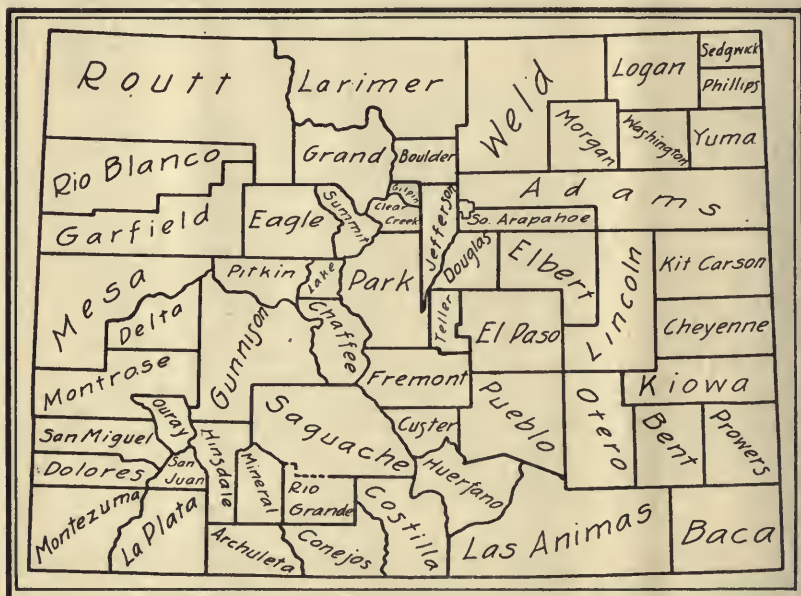 Routt
Larimer
Weld
Logan
Sedgwick
Phillips
Rio Blanco
Grand
Boulder
Morgan
Washington
Yuma
Garfield
Eagle
Summit
Gilpin
Clear
Creek
Jefferson
Adams
So. Arapahoe
Mesa
Pitkin
Lake
Park
Douglas
Elbert
Lincoln
Kit Carson
Delta
Gunnison
Chaffee
Teller
El Paso
Cheyenne
Montrose
Fremont
Pueblo
Otero
Kiowa
San Miguel
Ouray
Hinsdale
Saguache
Custer
Bent
Prowers
Dolores
San
Juan
Mineral
Rio
Grande
Huerfano
Montezuma
La Plata
Archuleta
Conejos
Costilla
Las Animas
Baca